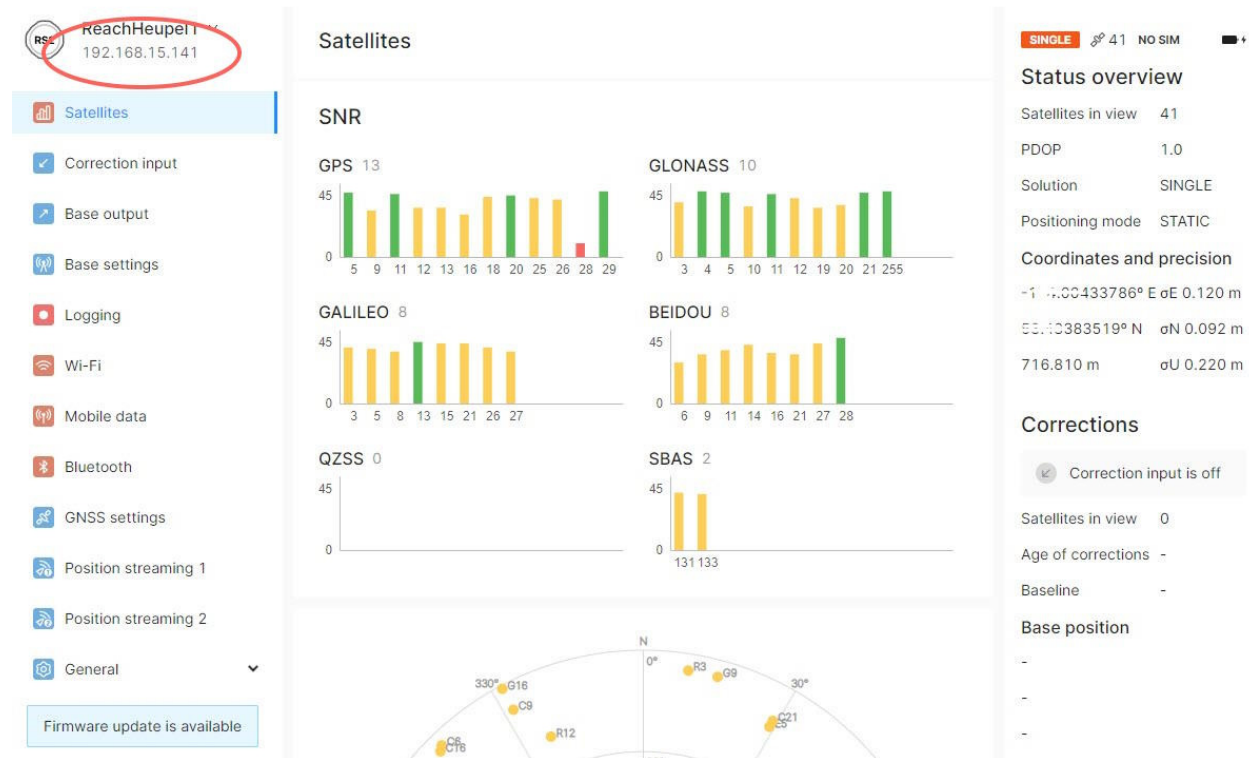 RS2
ReachHeupel1
192.168.15.141
Satellites
Correction input
Base output
Base settings
Logging
Wi-Fi
Mobile data
Bluetooth
GNSS settings
Position streaming 1
Position streaming 2
General
Firmware update is available
Satellites
SNR
GPS 13
45
0
5 9 11 12 13 16 18 20 25 26 28 29
GLONASS 10
45
0
3 4 5 10 11 12 19 20 21 255
GALILEO 8
45
0
3 5 8 13 15 21 26 27
BEIDOU 8
45
0
6 9 11 14 16 21 27 28
QZSS 0
45
0
SBAS 2
45
0
131 133
N
0°
R3
G9
330°
G16
30°
C9
C21
R12
C6
C16
SINGLE 41 NO SIM
Status overview
Satellites in view 41
PDOP 1.0
Solution SINGLE
Positioning mode STATIC
Coordinates and precision
E σE 0.120 m
N σN 0.092 m
716.810 m σU 0.220 m
Corrections
Correction input is off
Satellites in view 0
Age of corrections -
Baseline -
Base position
-
-
-